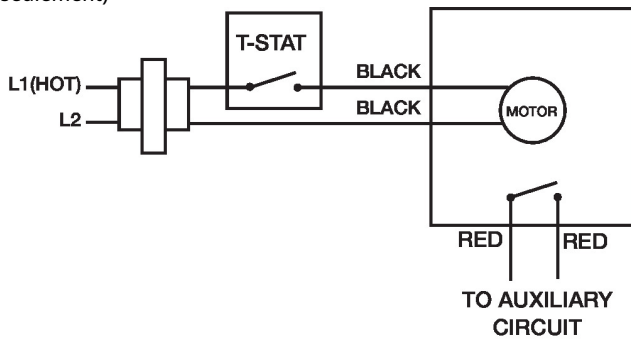 T-STAT
L1(HOT)
BLACK
L2
BLACK
MOTOR
RED
RED
TO AUXILIARY
CIRCUIT